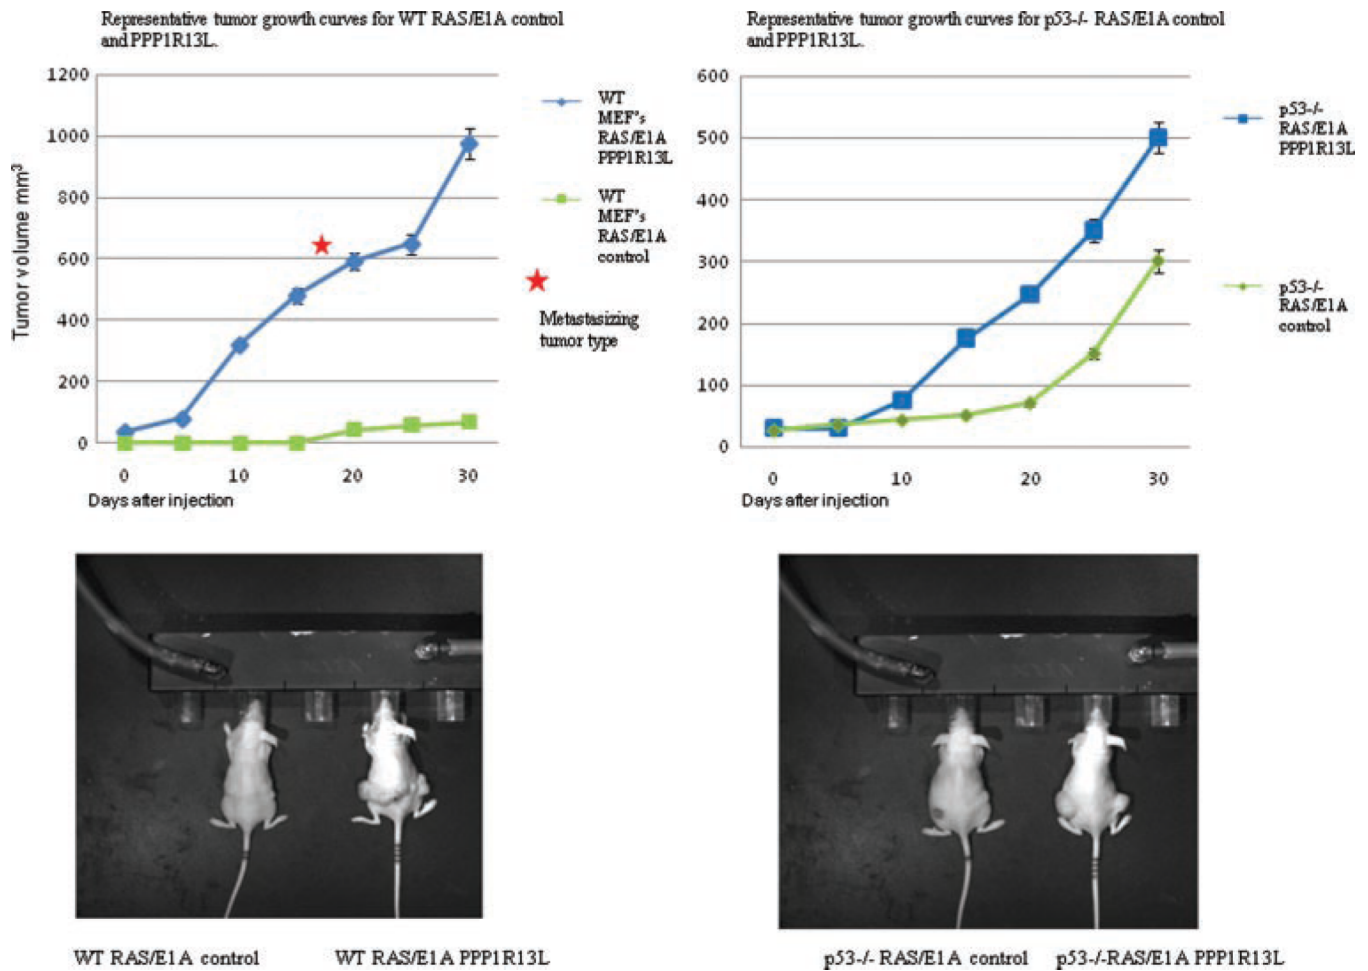 Representative tumor growth curves for WT RAS/E1A control
and PPP1R13L.
1200
1000
800
600
400
200
0
Tumor volume mm³
0
10
20
30
Days after injection
WT
MEF's
RAS/E1A
PPP1R13L
WT
MEF's
RAS/E1A
control
Metastasizing
tumor type
Representative tumor growth curves for p53-/- RAS/E1A control
and PPP1R13L.
600
500
400
300
200
100
0
0
10
20
30
Days after injection
p53-/-
RAS/E1A
PPP1R13L
p53-/-
RAS/E1A
control
WT RAS/E1A control
WT RAS/E1A PPP1R13L
p53-/- RAS/E1A control
p53-/-RAS/E1A PPP1R13L